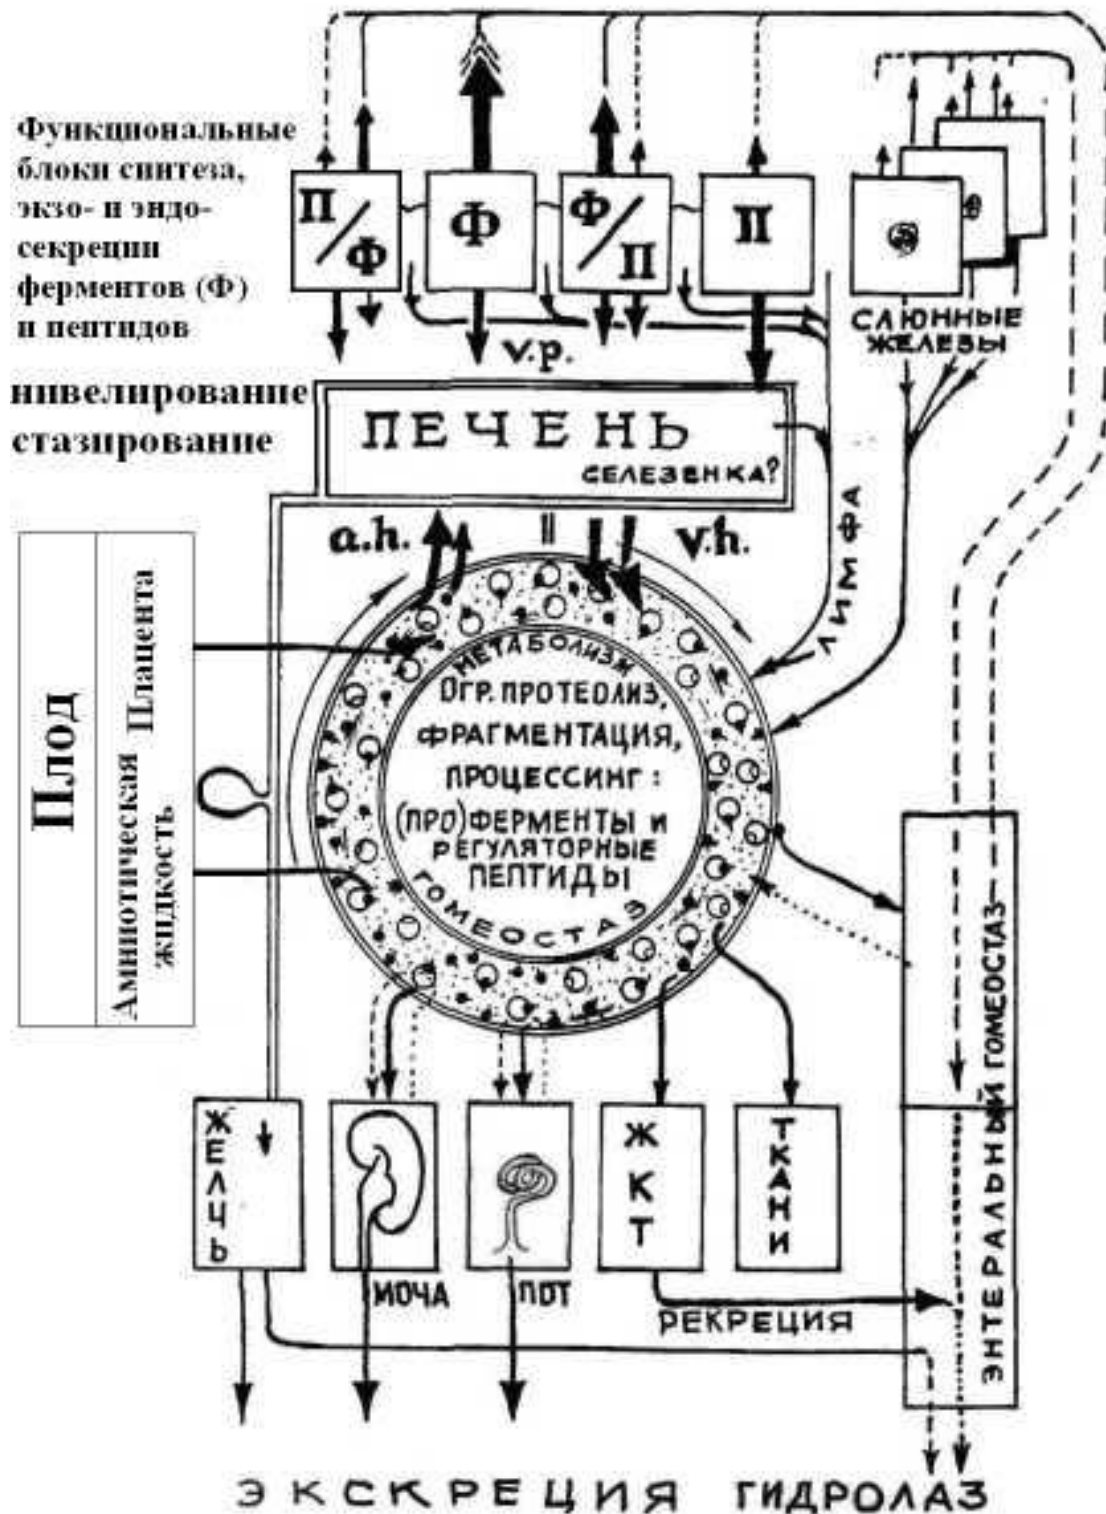 Функциональные
блоки синтеза,
экзо- и эндо-
секреции
ферментов (Ф)
и пептидов
П/Ф
Ф
Ф/П
П
СЛЮННЫЕ
ЖЕЛЕЗЫ
v.p.
нивелирование
стазирование
ПЕЧЕНЬ
СЕЛЕЗЕНКА?
a.h.
v.h.
ЛИМФА
Плод
Плацента
Амниотическая
жидкость
МЕТАБОЛИЗМ
ОГР. ПРОТЕОЛИЗ,
ФРАГМЕНТАЦИЯ,
ПРОЦЕССИНГ:
(ПРО)ФЕРМЕНТЫ И
РЕГУЛЯТОРНЫЕ
ПЕПТИДЫ
ГОМЕОСТАЗ
ЭНТЕРАЛЬНЫЙ ГОМЕОСТАЗ
ЖЕЛЧЬ
МОЧА
ПОТ
ЖКТ
ТКАНИ
РЕКРЕЦИЯ
ЭКСКРЕЦИЯ ГИДРОЛАЗ